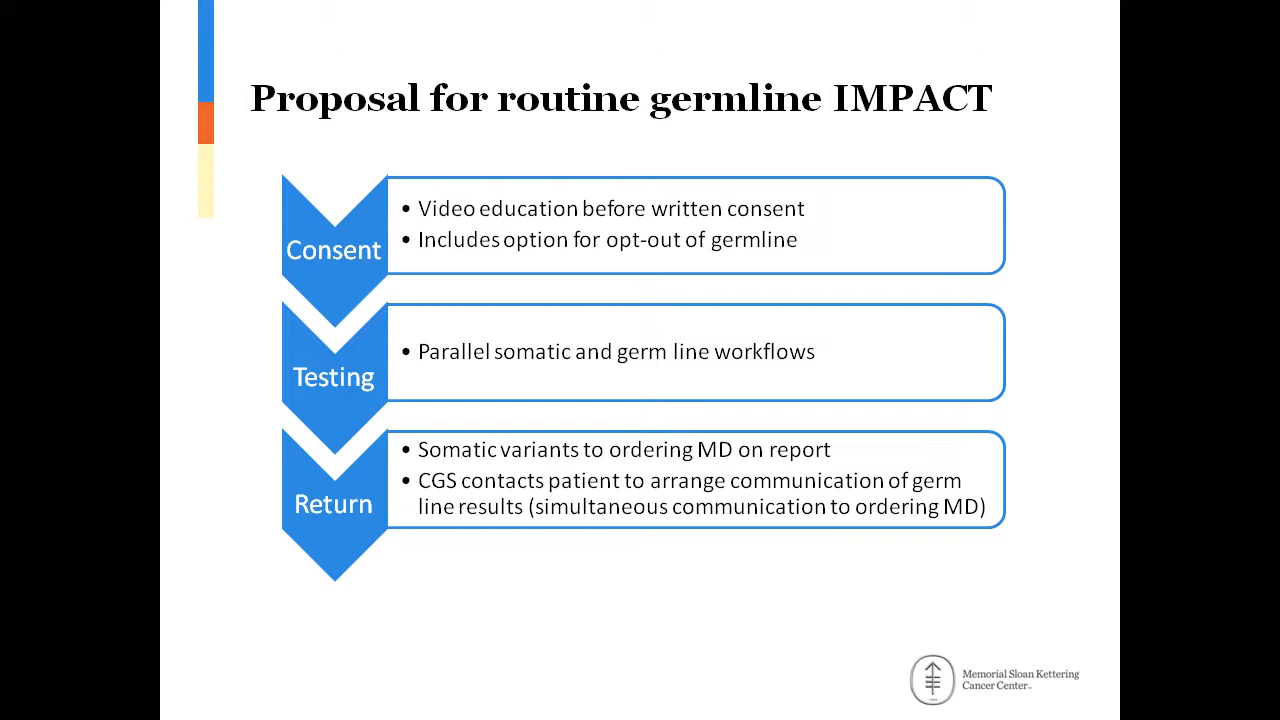 Proposal for routine germline IMPACT
Consent
• Video education before written consent
• Includes option for opt-out of germline
Testing
• Parallel somatic and germ line workflows
Return
• Somatic variants to ordering MD on report
• CGS contacts patient to arrange communication of germ
line results (simultaneous communication to ordering MD)
Memorial Sloan Kettering
Cancer Center